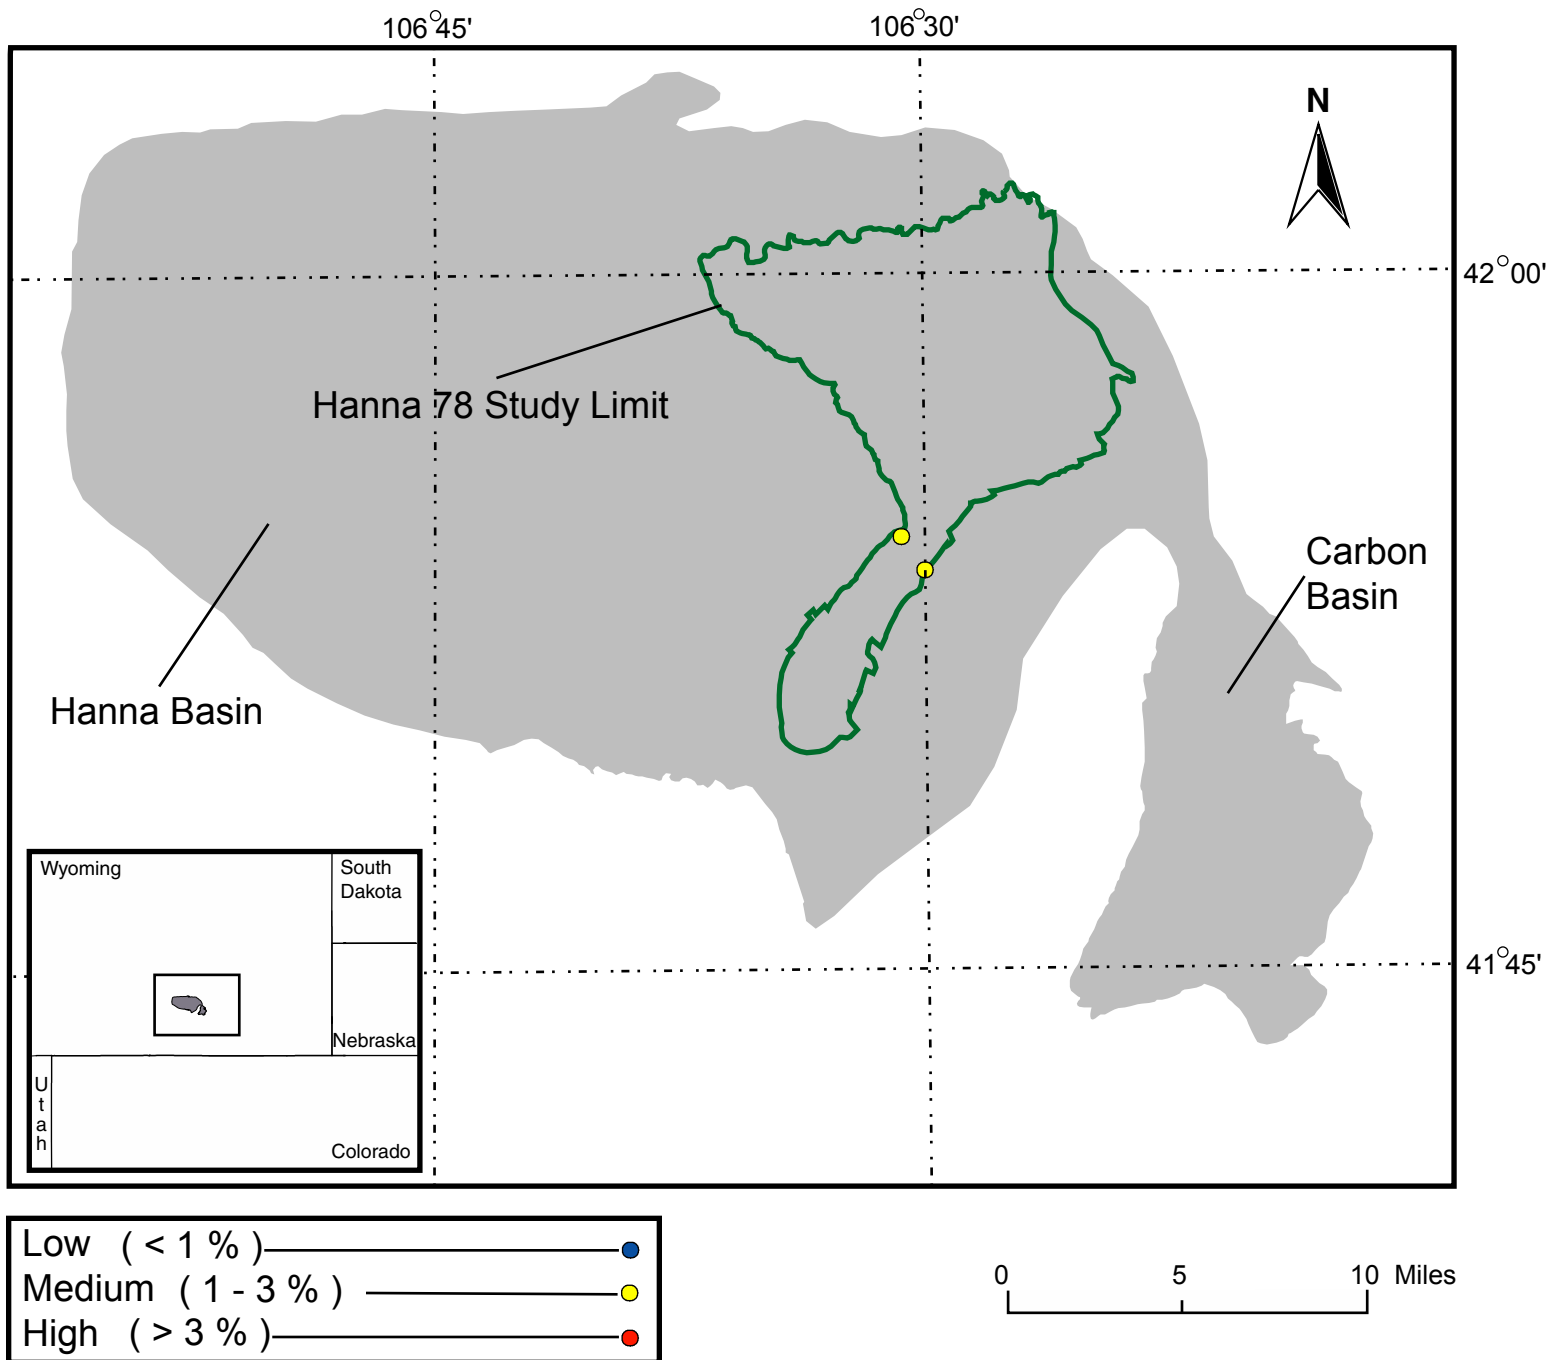 106°45'
106°30'
N
42°00'
Hanna 78 Study Limit
Carbon
Basin
Hanna Basin
Wyoming
South
Dakota
41°45'
Nebraska
Utah
Colorado
Low ( < 1 % )
Medium ( 1 - 3 % )
High ( > 3 % )
0 5 10 Miles